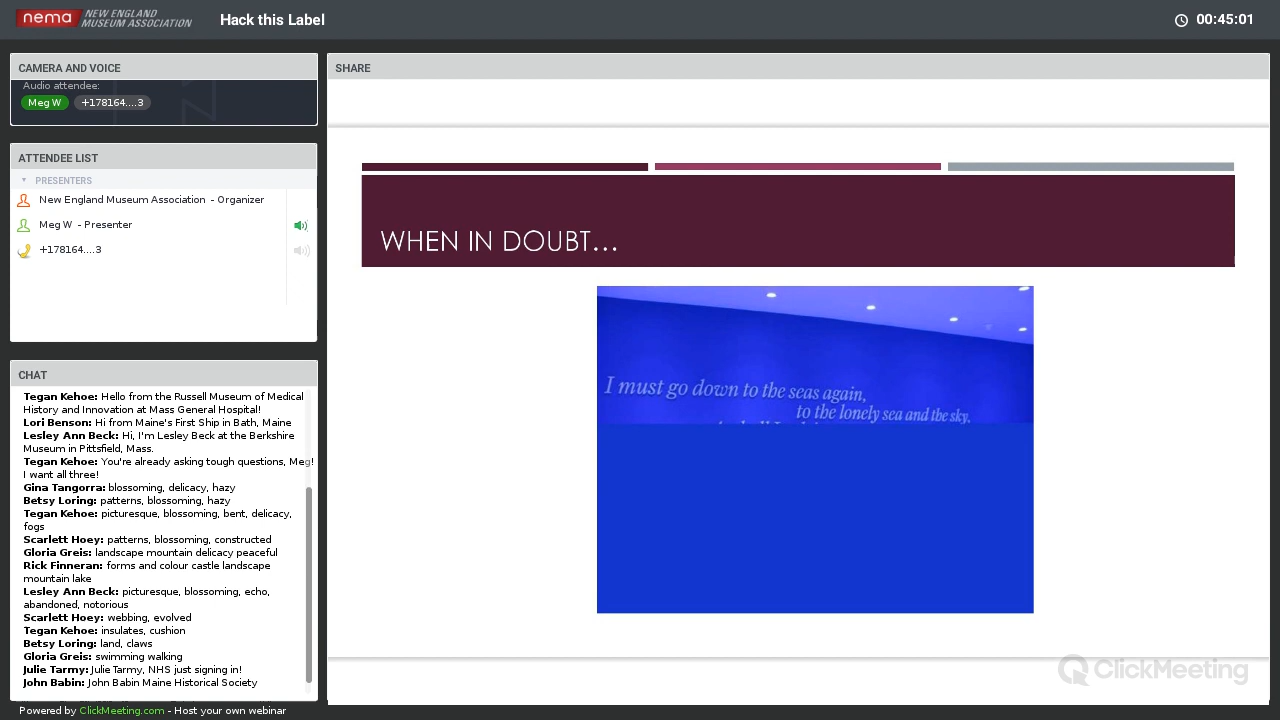 nema NEW ENGLAND
MUSEUM ASSOCIATION
Hack this Label
00:45:01
CAMERA AND VOICE
Audio attendee:
Meg W +178164....3
ATTENDEE LIST
PRESENTERS
New England Museum Association - Organizer
Meg W - Presenter
+178164....3
CHAT
Tegan Kehoe: Hello from the Russell Museum of Medical
History and Innovation at Mass General Hospital!
Lori Benson: Hi from Maine's First Ship in Bath, Maine
Lesley Ann Beck: Hi, I'm Lesley Beck at the Berkshire
Museum in Pittsfield, Mass.
Tegan Kehoe: You're already asking tough questions, Meg!
I want all three!
Gina Tangorra: blossoming, delicacy, hazy
Betsy Loring: patterns, blossoming, hazy
Tegan Kehoe: picturesque, blossoming, bent, delicacy,
fogs
Scarlett Hoey: patterns, blossoming, constructed
Gloria Greis: landscape mountain delicacy peaceful
Rick Finneran: forms and colour castle landscape
mountain lake
Lesley Ann Beck: picturesque, blossoming, echo,
abandoned, notorious
Scarlett Hoey: webbing, evolved
Tegan Kehoe: insulates, cushion
Betsy Loring: land, claws
Gloria Greis: swimming walking
Julie Tarmy: Julie Tarmy, NHS just signing in!
John Babin: John Babin Maine Historical Society
Powered by ClickMeeting.com - Host your own webinar
SHARE
WHEN IN DOUBT...
I must go down to the seas again,
to the lonely sea and the sky,
ClickMeeting